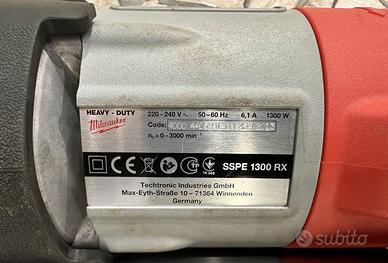 HEAVY - DUTY 220-240 V ~ 50-60 Hz 6,1 A 1300 W
Milwaukee Code:
n₀ = 0-3000 min⁻¹
CE
SSPE 1300 RX
Techtronic Industries GmbH
Max-Eyth-Straße 10 - 71364 Winnenden
Germany
subito